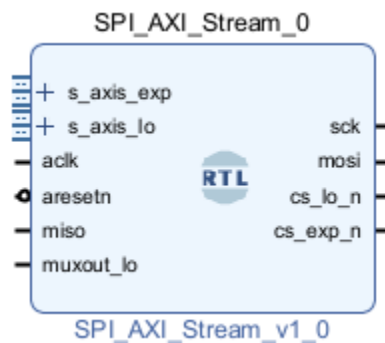 SPI_AXI_Stream_0
+ s_axis_exp
+ s_axis_lo
aclk
aresetn
miso
muxout_lo
RTL
sck
mosi
cs_lo_n
cs_exp_n
SPI_AXI_Stream_v1_0